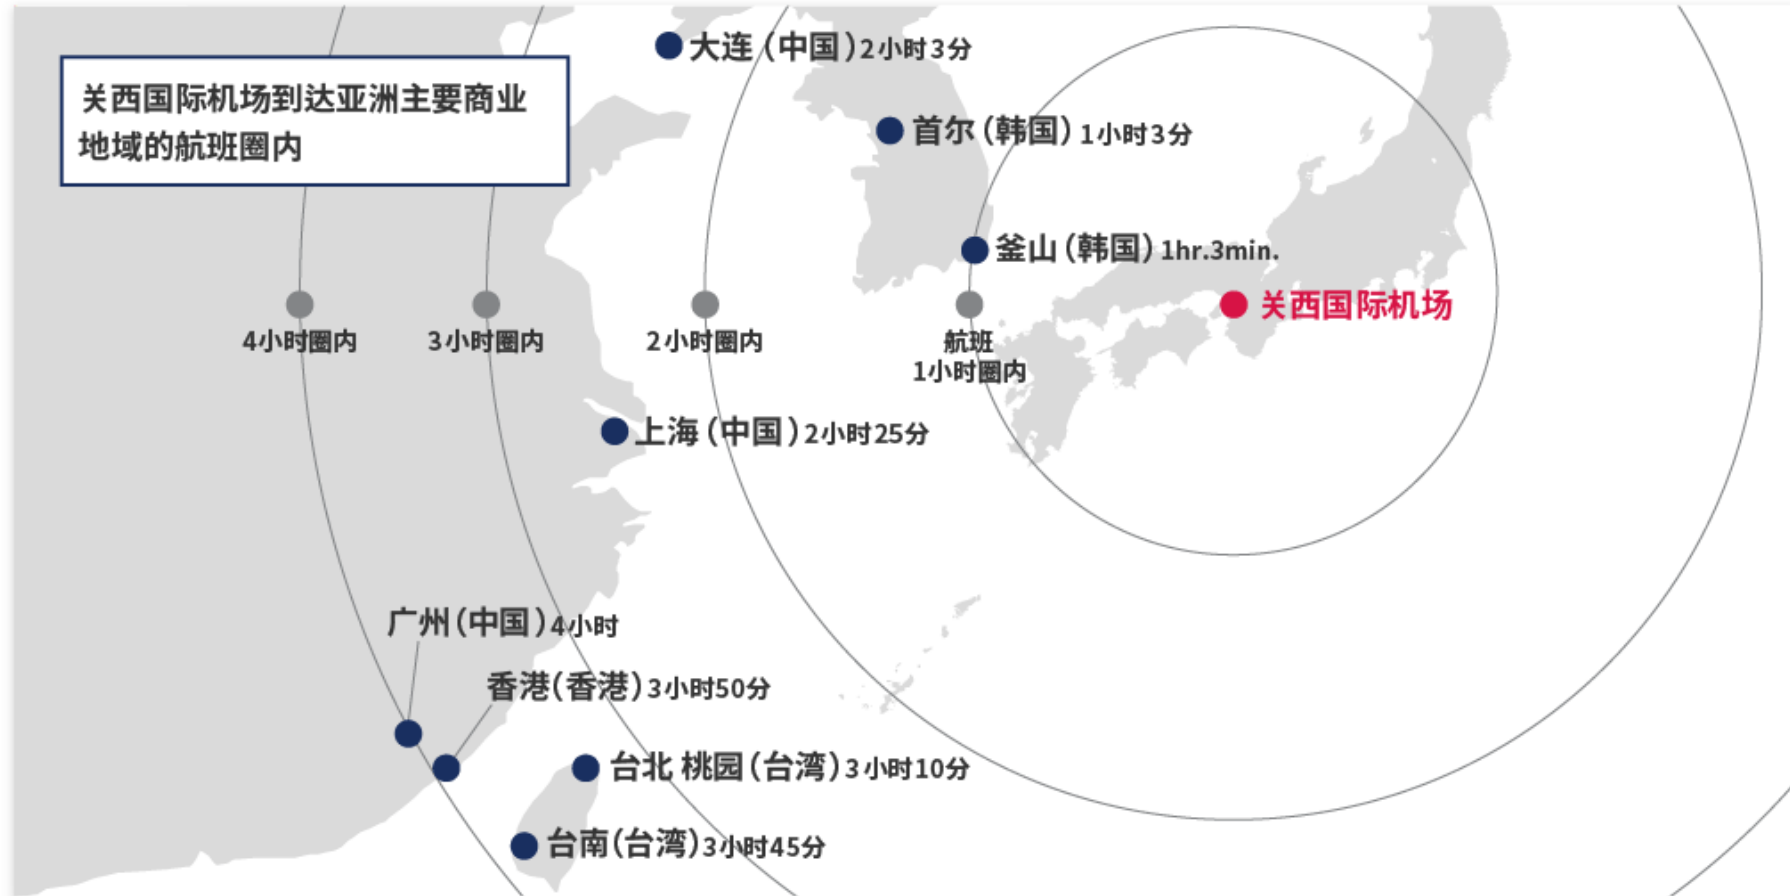 大连（中国）2小时3分
关西国际机场到达亚洲主要商业
地域的航班圈内
首尔（韩国）1小时3分
釜山（韩国）1hr.3min.
关西国际机场
4小时圈内
3小时圈内
2小时圈内
航班
1小时圈内
上海（中国）2小时25分
广州（中国）4小时
香港(香港）3小时50分
台北 桃园（台湾）3小时10分
台南(台湾)3小时45分